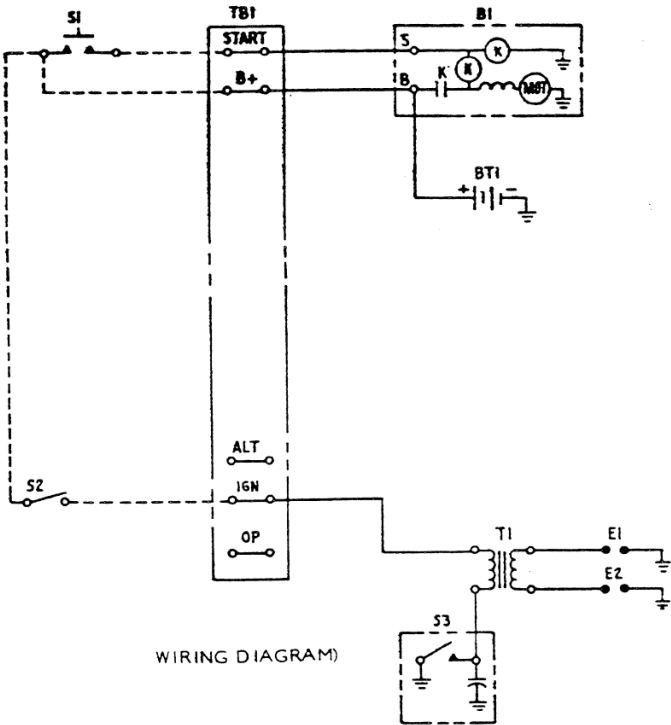 S1
TB1
B1
START
S
K
K
B+
B
K
MOT
BT1
+
-
ALT
S2
IGN
OP
T1
E1
E2
S3
WIRING DIAGRAM)